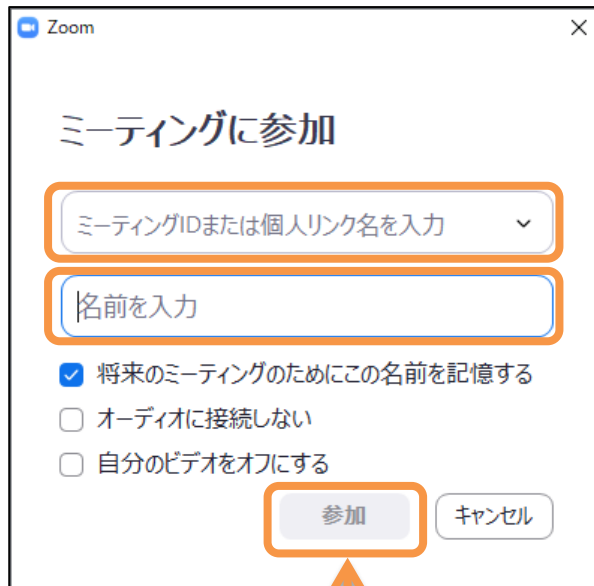 Zoom
ミーティングに参加
ミーティングIDまたは個人リンク名を入力
名前を入力
将来のミーティングのためにこの名前を記憶する
オーディオに接続しない
自分のビデオをオフにする
参加
キャンセル